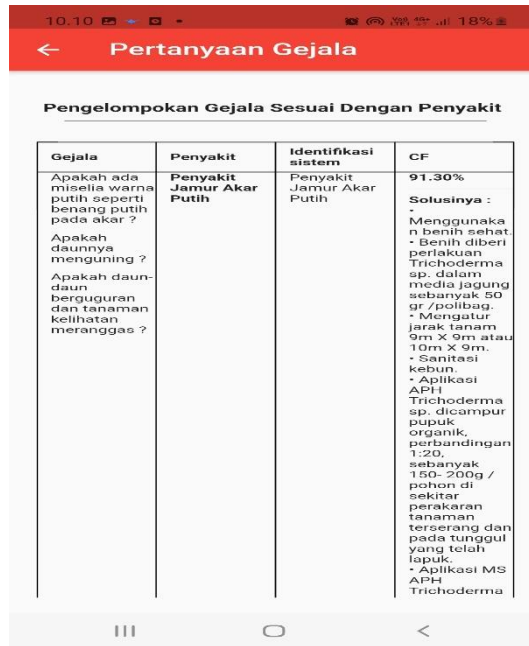 10.10
18%
Pertanyaan Gejala
Pengelompokan Gejala Sesuai Dengan Penyakit
Gejala
Penyakit
Identifikasi
sistem
CF
Apakah ada
miselia warna
putih seperti
benang putih
pada akar ?
Apakah
daunnya
menguning ?
Apakah daun-
daun
berguguran
dan tanaman
kelihatan
meranggas ?
Penyakit
Jamur Akar
Putih
Penyakit
Jamur Akar
Putih
91.30%
Solusinya :
•
Menggunaka
n benih sehat.
• Benih diberi
perlakuan
Trichoderma
sp. dalam
media jagung
sebanyak 50
gr /polibag.
• Mengatur
jarak tanam
9m X 9m atau
10m X 9m.
• Sanitasi
kebun.
• Aplikasi
APH
Trichoderma
sp. dicampur
pupuk
organik,
perbandingan
1:20,
sebanyak
150- 200g /
pohon di
sekitar
perakaran
tanaman
terserang dan
pada tunggul
yang telah
lapuk.
• Aplikasi MS
APH
Trichoderma